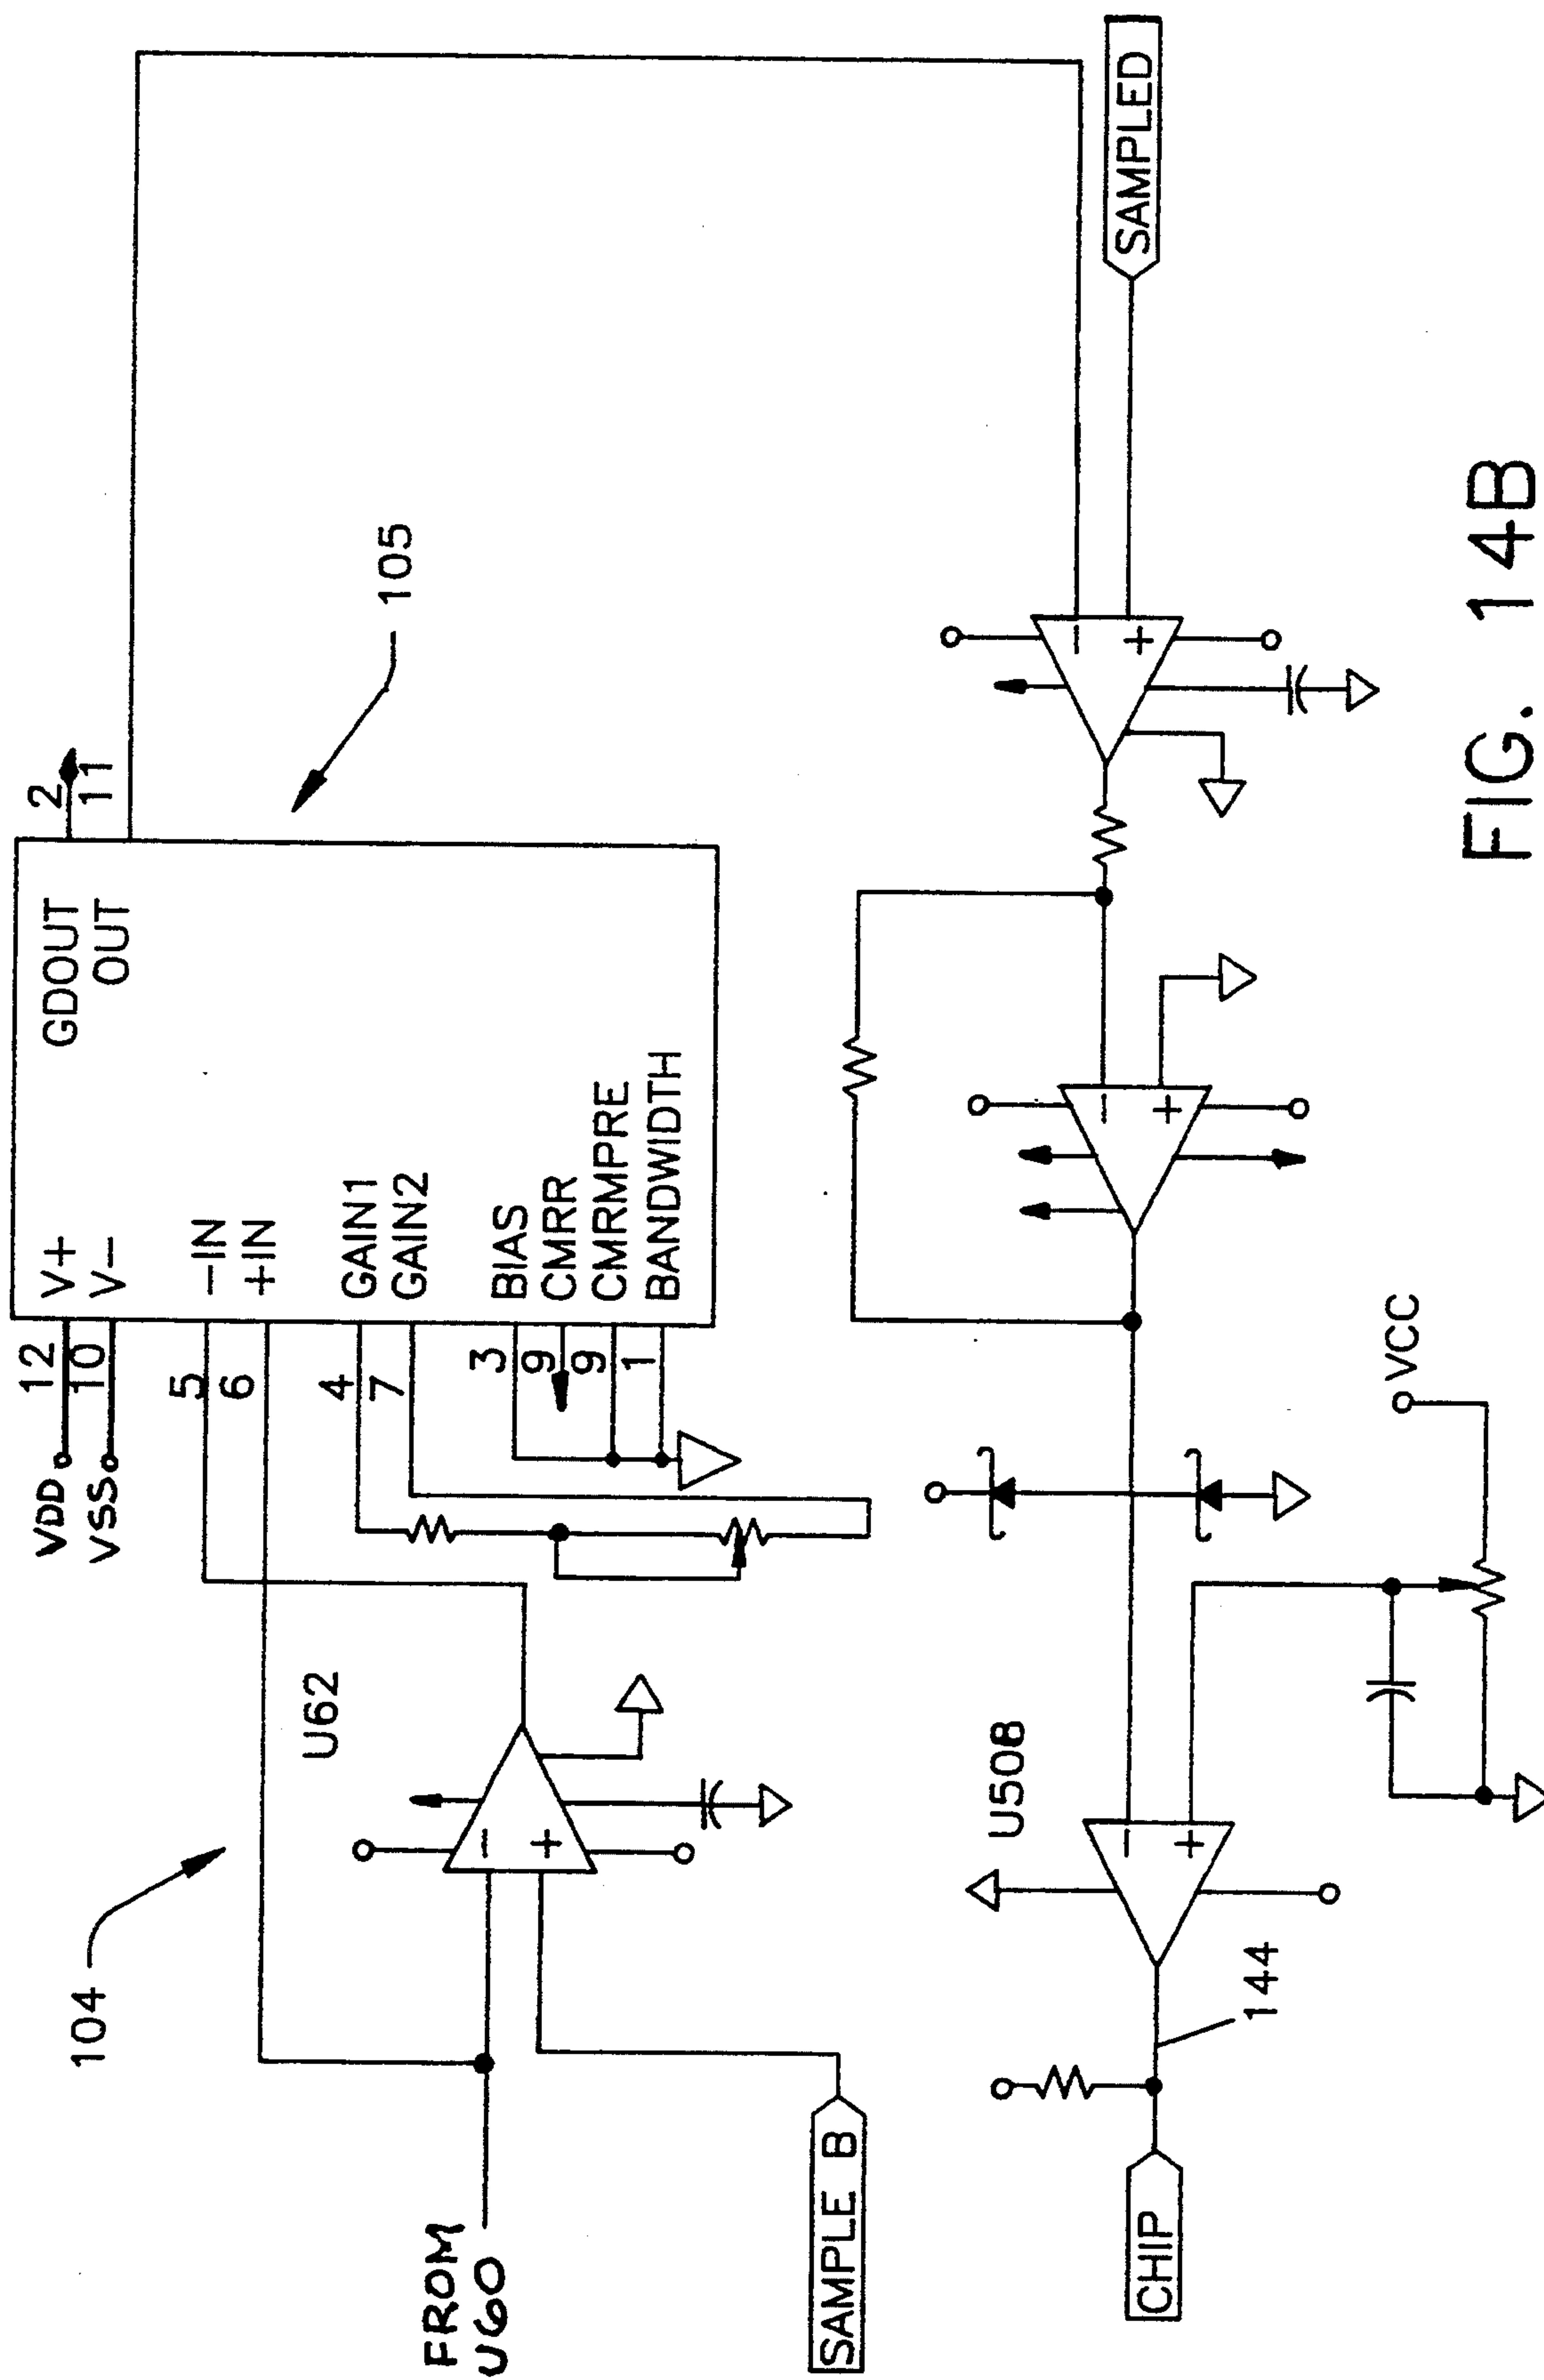 104
FROM
U60
SAMPLE B
U62
−
+
VDD
VSS
12
10
5
6
4
7
3
9
9
1
V+
V−
−IN
+IN
GAIN1
GAIN2
BIAS
CMRR
CMRMPRE
BANDWIDTH
GDOUT
OUT
2
11
105
CHIP
144
U508
−
+
VCC
−
+
−
+
SAMPLED
FIG. 14B